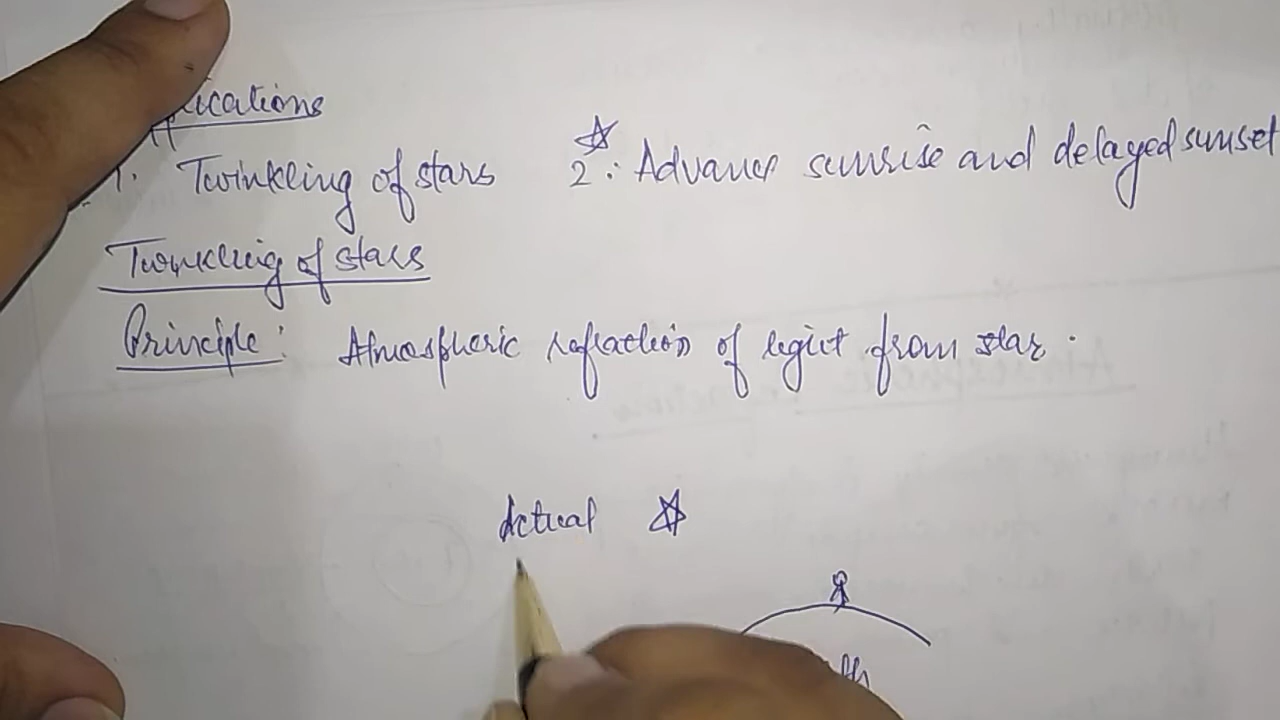 plications
1. Twinkling of stars 2: Advance sunrise and delayed sunset
Twinkling of stars
Principle: Atmospheric refraction of light from star.
Actual